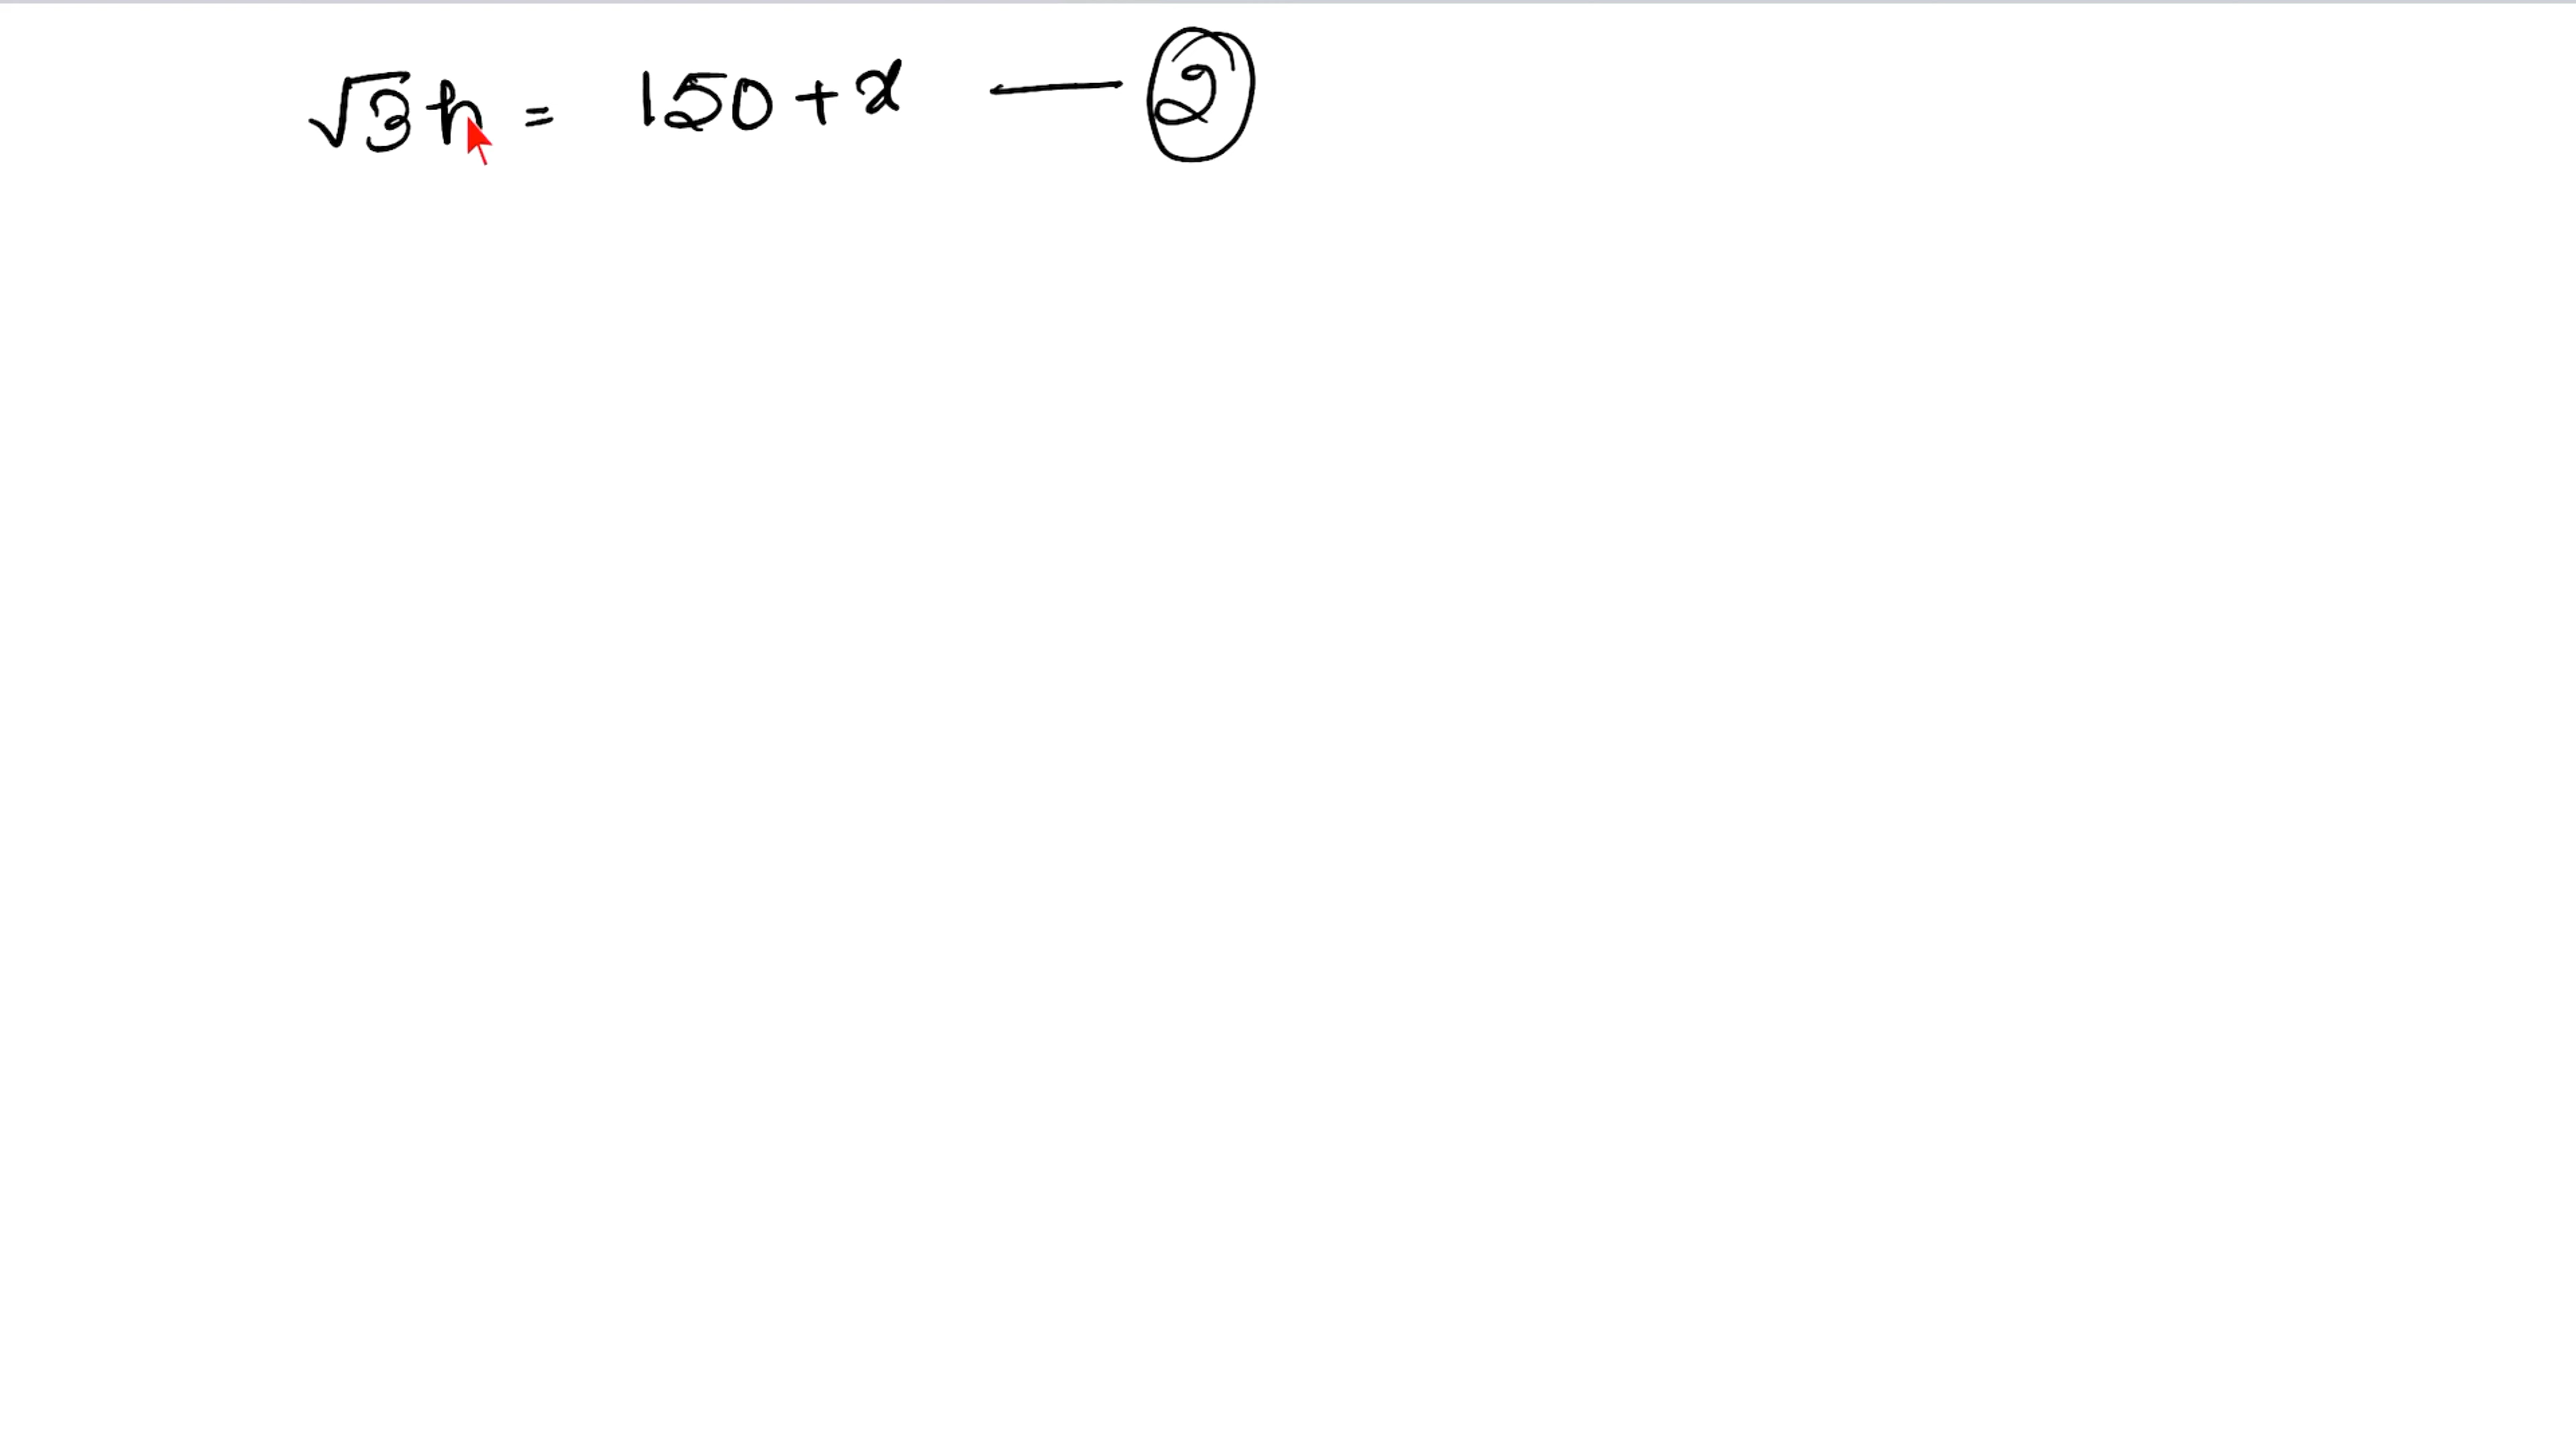 √3h = 150 + x —— ②